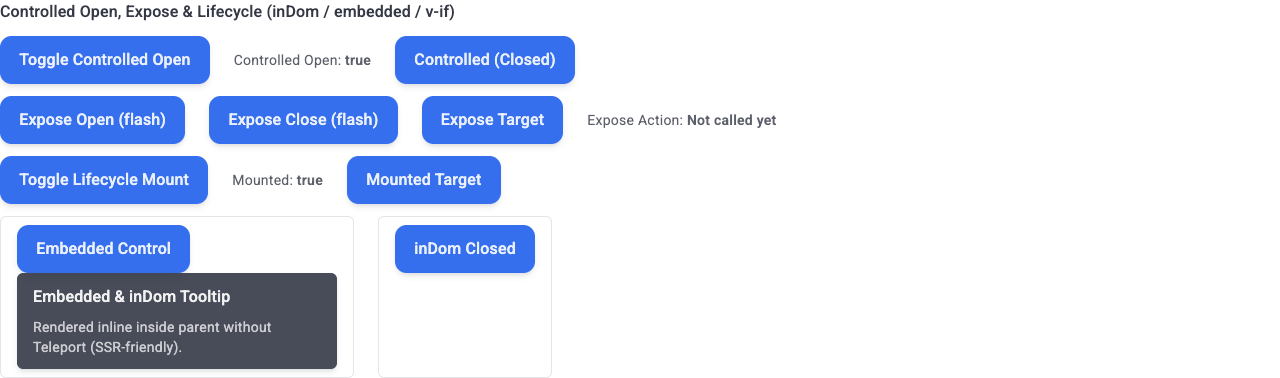 Controlled Open, Expose & Lifecycle (inDom / embedded / v-if)
Toggle Controlled Open Controlled Open: true Controlled (Closed)
Expose Open (flash) Expose Close (flash) Expose Target Expose Action: Not called yet
Toggle Lifecycle Mount Mounted: true Mounted Target
Embedded Control inDom Closed
Embedded & inDom Tooltip
Rendered inline inside parent without
Teleport (SSR-friendly).